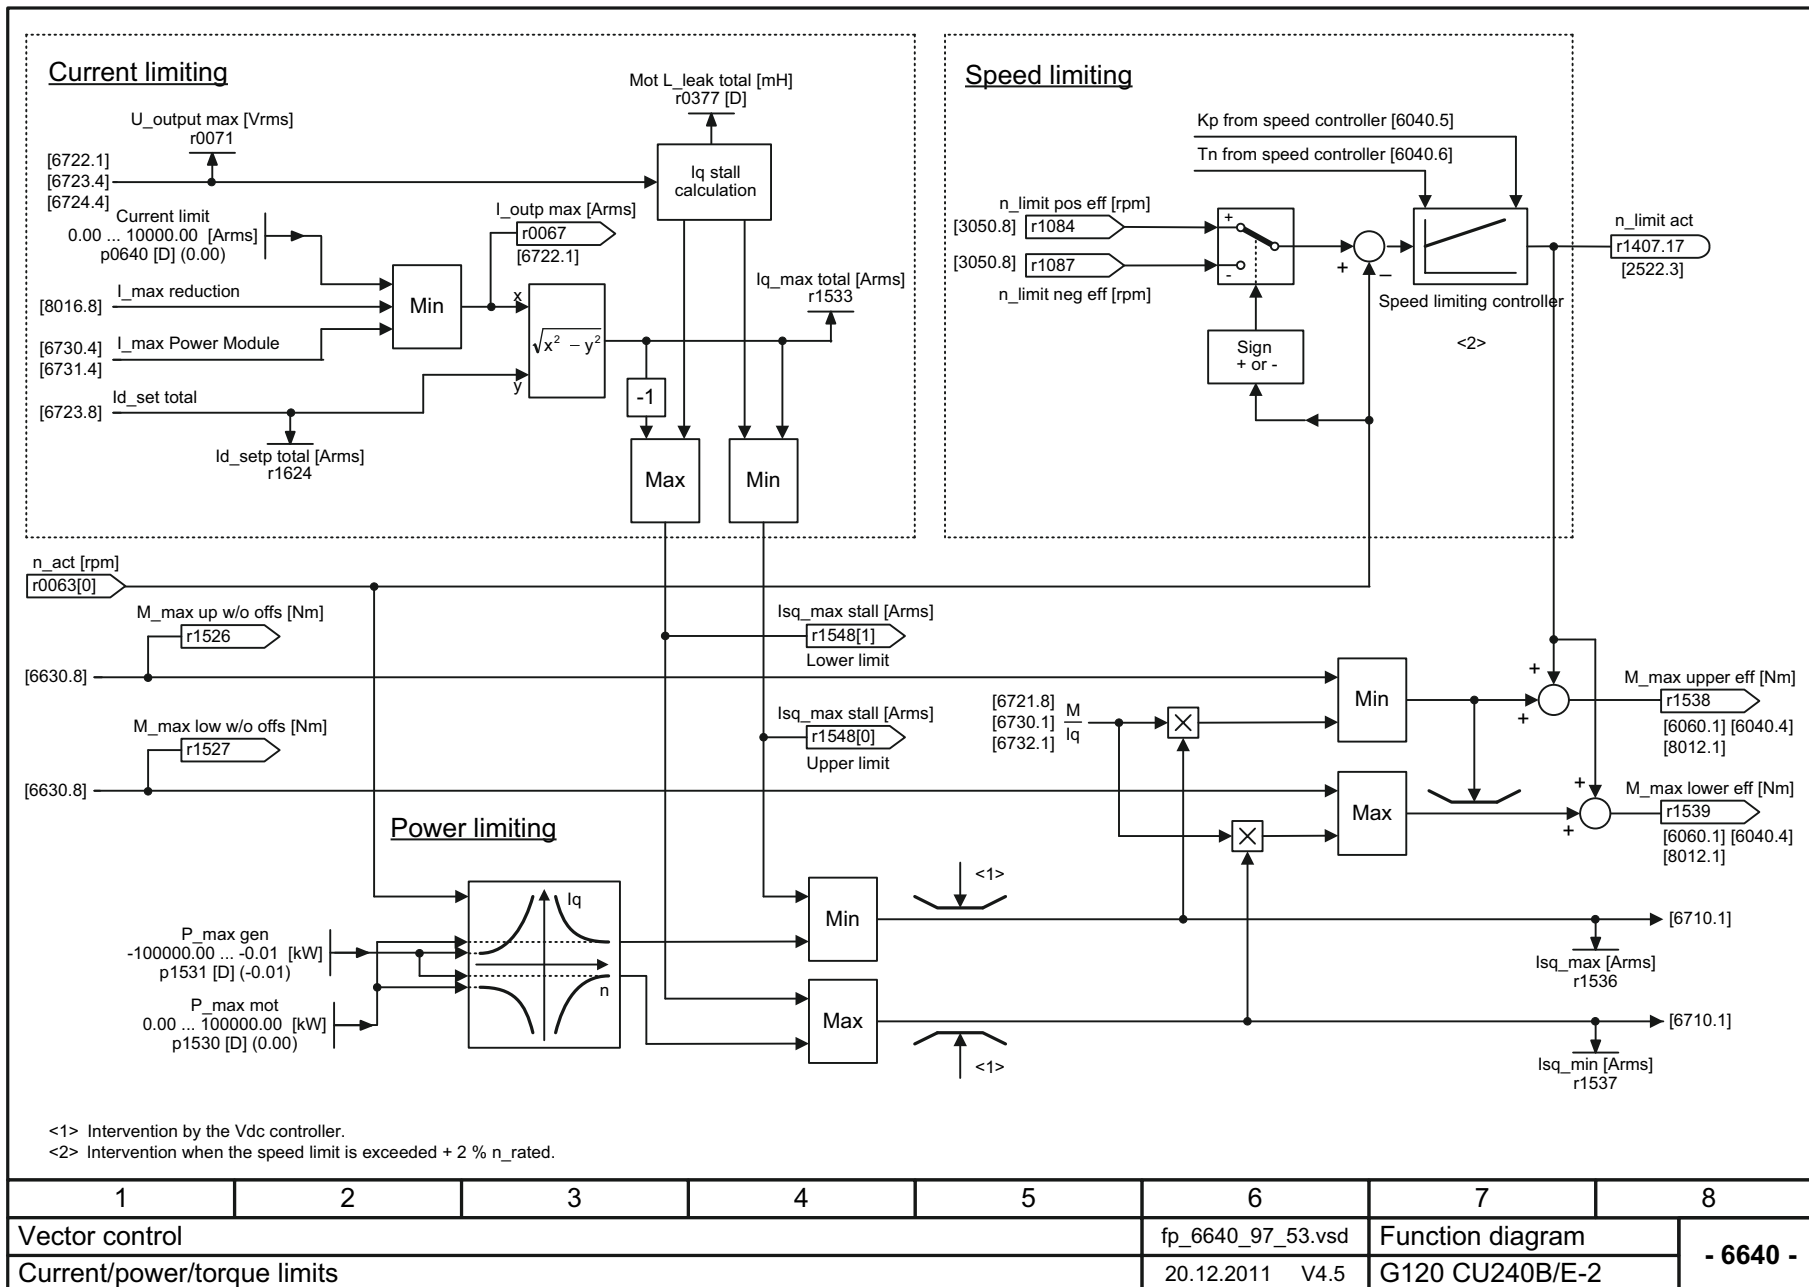 Current limiting
Mot L_leak total [mH]
r0377 [D]
U_output max [Vrms]
r0071
[6722.1]
[6723.4]
[6724.4]
Iq stall
calculation
Current limit
0.00 ... 10000.00 [Arms]
p0640 [D] (0.00)
I_outp max [Arms]
r0067
[6722.1]
Iq_max total [Arms]
r1533
[8016.8]
I_max reduction
Min
x
√x² – y²
y
[6730.4]
[6731.4]
I_max Power Module
[6723.8]
Id_set total
-1
Id_setp total [Arms]
r1624
Max
Min
Speed limiting
Kp from speed controller [6040.5]
Tn from speed controller [6040.6]
n_limit pos eff [rpm]
[3050.8]
r1084
+
[3050.8]
r1087
-
n_limit neg eff [rpm]
+
–
n_limit act
r1407.17
[2522.3]
Speed limiting controller
<2>
Sign
+ or -
n_act [rpm]
r0063[0]
M_max up w/o offs [Nm]
r1526
[6630.8]
Isq_max stall [Arms]
r1548[1]
Lower limit
M_max low w/o offs [Nm]
r1527
[6630.8]
Isq_max stall [Arms]
r1548[0]
Upper limit
[6721.8]
[6730.1]
[6732.1]
M
Iq
×
Min
+
+
M_max upper eff [Nm]
r1538
[6060.1] [6040.4]
[8012.1]
×
Max
+
+
M_max lower eff [Nm]
r1539
[6060.1] [6040.4]
[8012.1]
Power limiting
Iq
n
P_max gen
-100000.00 ... -0.01 [kW]
p1531 [D] (-0.01)
P_max mot
0.00 ... 100000.00 [kW]
p1530 [D] (0.00)
Min
<1>
[6710.1]
Isq_max [Arms]
r1536
Max
<1>
[6710.1]
Isq_min [Arms]
r1537
<1> Intervention by the Vdc controller.
<2> Intervention when the speed limit is exceeded + 2 % n_rated.
1 2 3 4 5 6 7 8
Vector control
fp_6640_97_53.vsd
Function diagram
- 6640 -
Current/power/torque limits
20.12.2011 V4.5
G120 CU240B/E-2